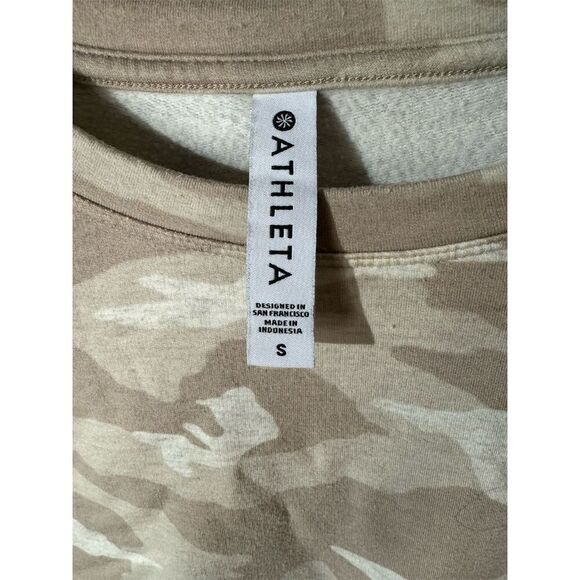 ATHLETA
DESIGNED IN
SAN FRANCISCO
MADE IN
INDONESIA
S